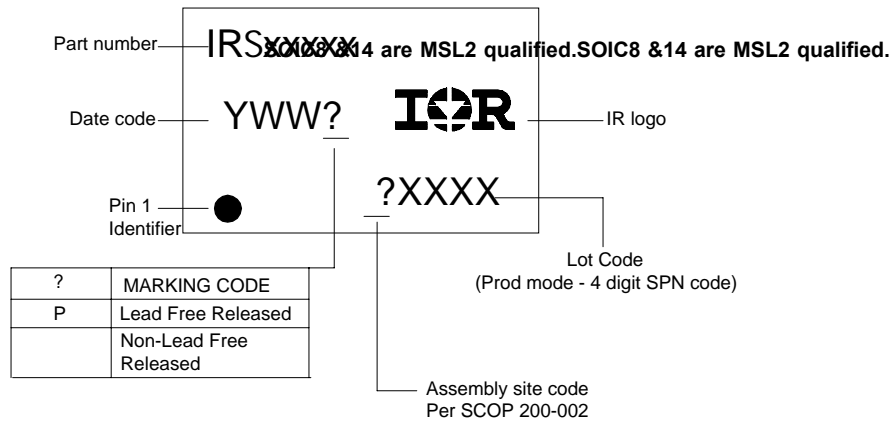 Part number
IRSxxxxx
SOIC8 &14 are MSL2 qualified.SOIC8 &14 are MSL2 qualified.
Date code
YWW?
IOR
IR logo
Pin 1
Identifier
?XXXX
Lot Code
(Prod mode - 4 digit SPN code)
? MARKING CODE
P Lead Free Released
Non-Lead Free
Released
Assembly site code
Per SCOP 200-002